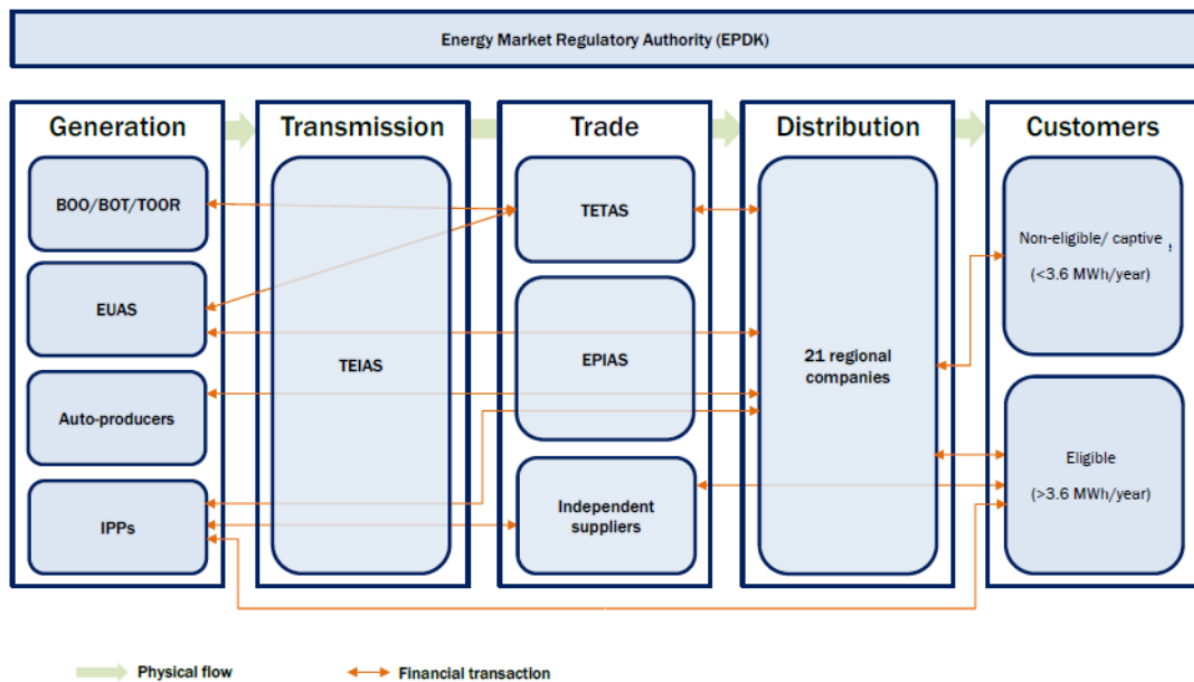 Energy Market Regulatory Authority (EPDK)
Generation
Transmission
Trade
Distribution
Customers
BOO/BOT/TOOR
EUAS
Auto-producers
IPPs
TEIAS
TETAS
EPIAS
Independent
suppliers
21 regional
companies
Non-eligible/ captive
(<3.6 MWh/year)
Eligible
(>3.6 MWh/year)
Physical flow
Financial transaction